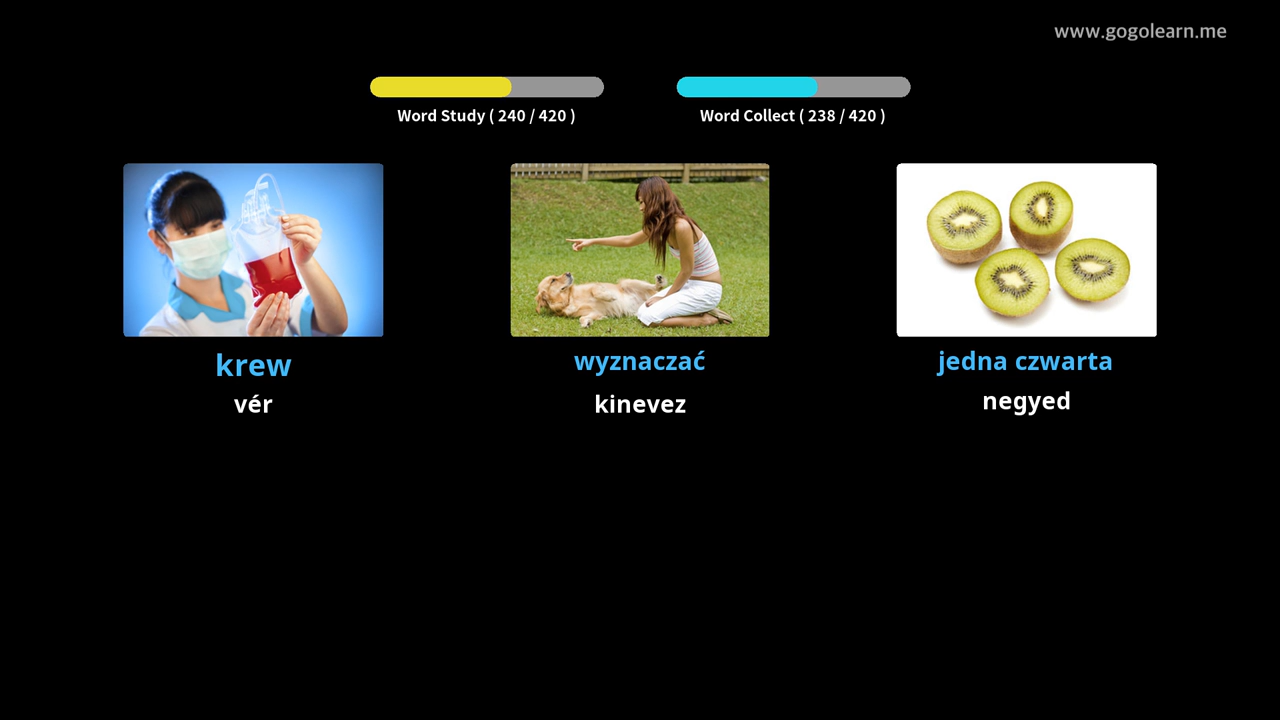 www.gogolearn.me
Word Study ( 240 / 420 )
Word Collect ( 238 / 420 )
krew
vér
wyznaczać
kinevez
jedna czwarta
negyed